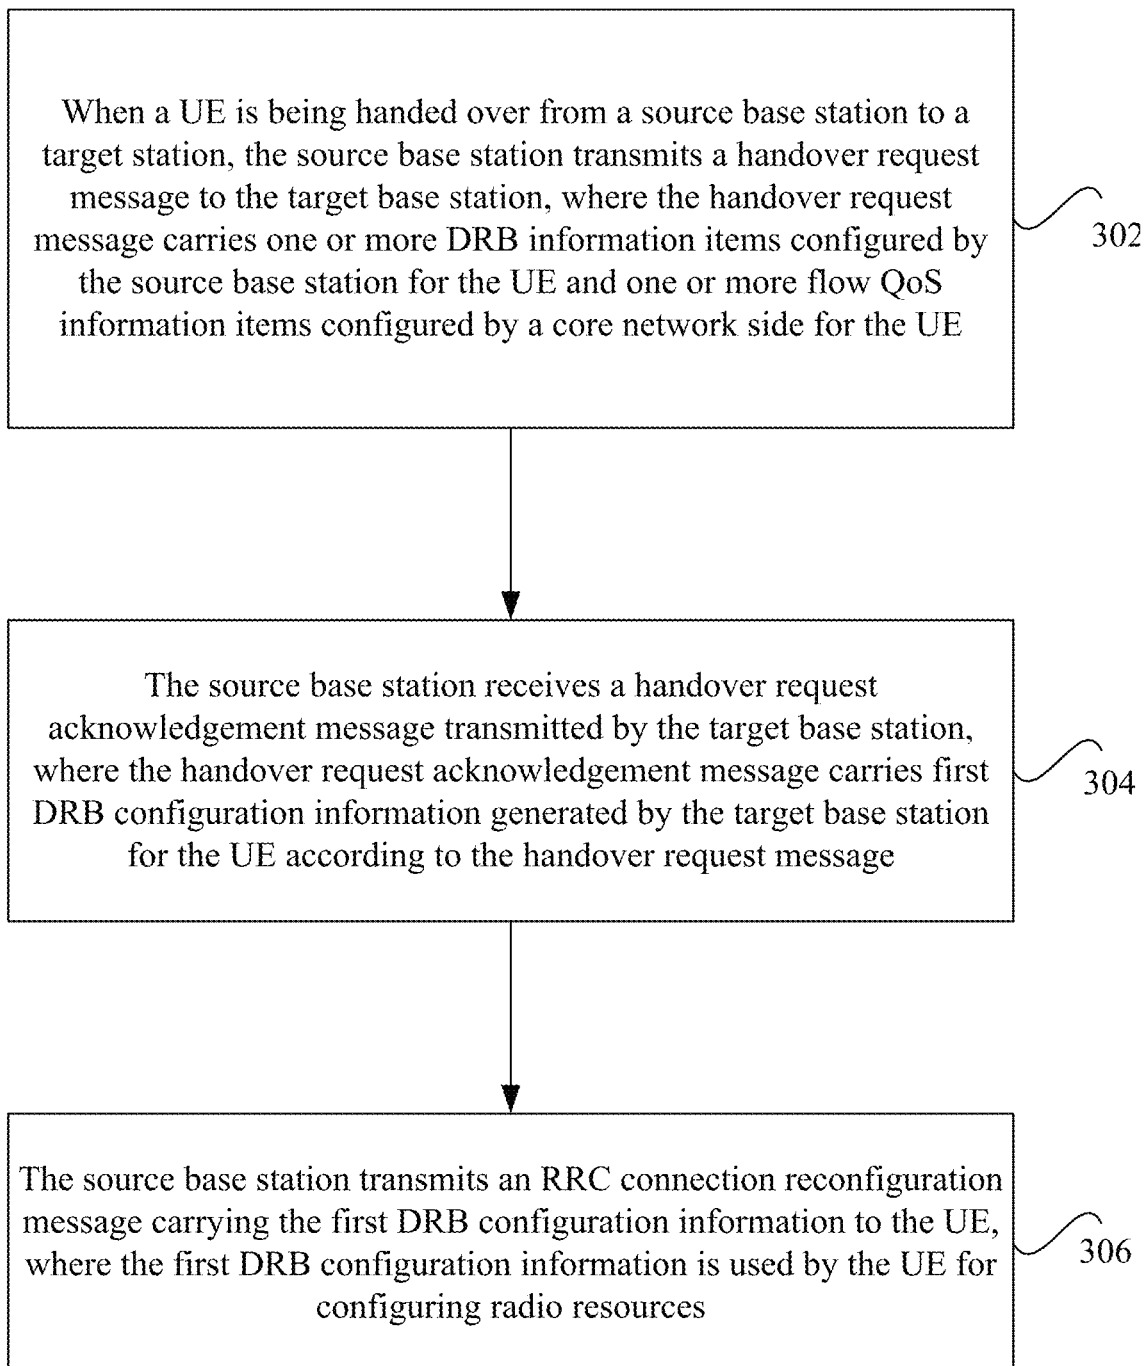 When a UE is being handed over from a source base station to a
target station, the source base station transmits a handover request
message to the target base station, where the handover request
message carries one or more DRB information items configured by
the source base station for the UE and one or more flow QoS
information items configured by a core network side for the UE
302
The source base station receives a handover request
acknowledgement message transmitted by the target base station,
where the handover request acknowledgement message carries first
DRB configuration information generated by the target base station
for the UE according to the handover request message
304
The source base station transmits an RRC connection reconfiguration
message carrying the first DRB configuration information to the UE,
where the first DRB configuration information is used by the UE for
configuring radio resources
306